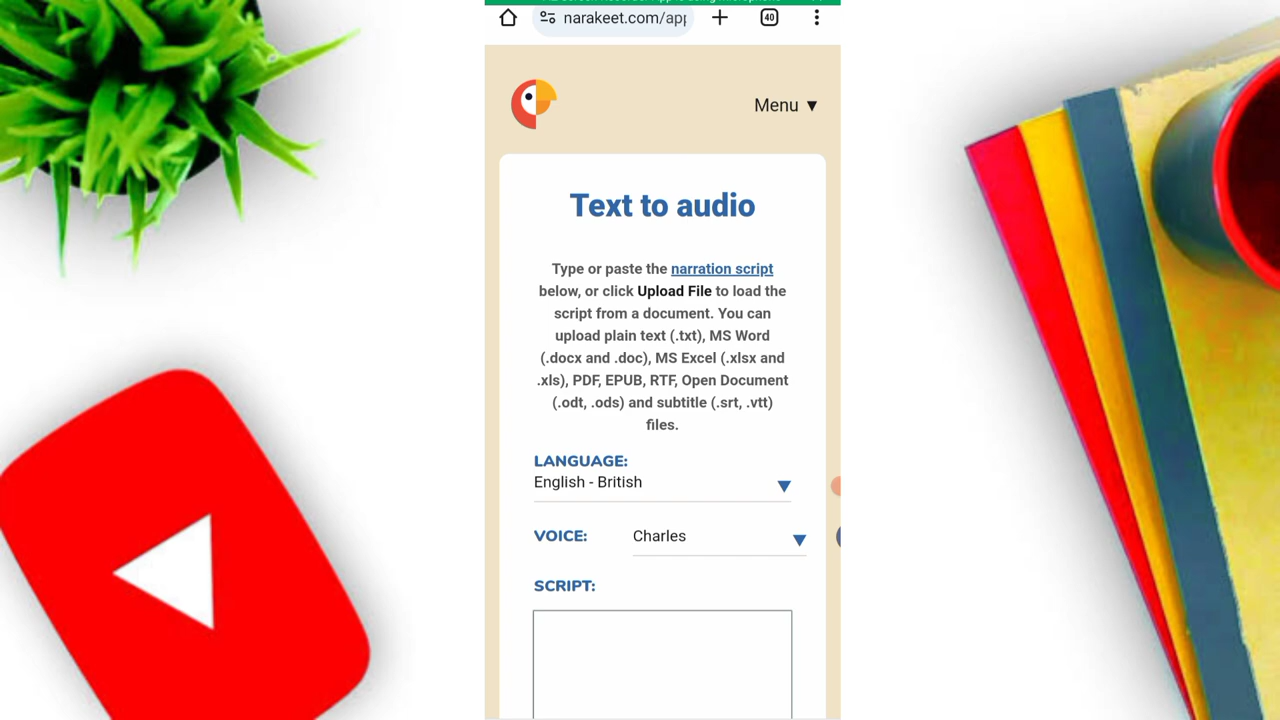 narakeet.com/app
40
Menu ▼
Text to audio
Type or paste the narration script
below, or click Upload File to load the
script from a document. You can
upload plain text (.txt), MS Word
(.docx and .doc), MS Excel (.xlsx and
.xls), PDF, EPUB, RTF, Open Document
(.odt, .ods) and subtitle (.srt, .vtt)
files.
LANGUAGE:
English - British
VOICE: Charles
SCRIPT: